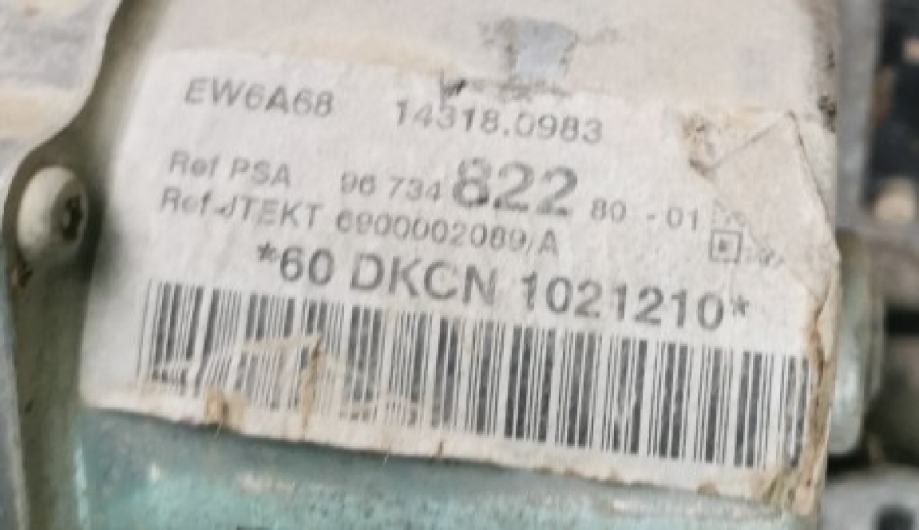 EW6A68 14318.0983
Ref PSA 96 734 822 80 - 01
Ref JTEKT 6900002089/A
*60 DKCN 1021210*